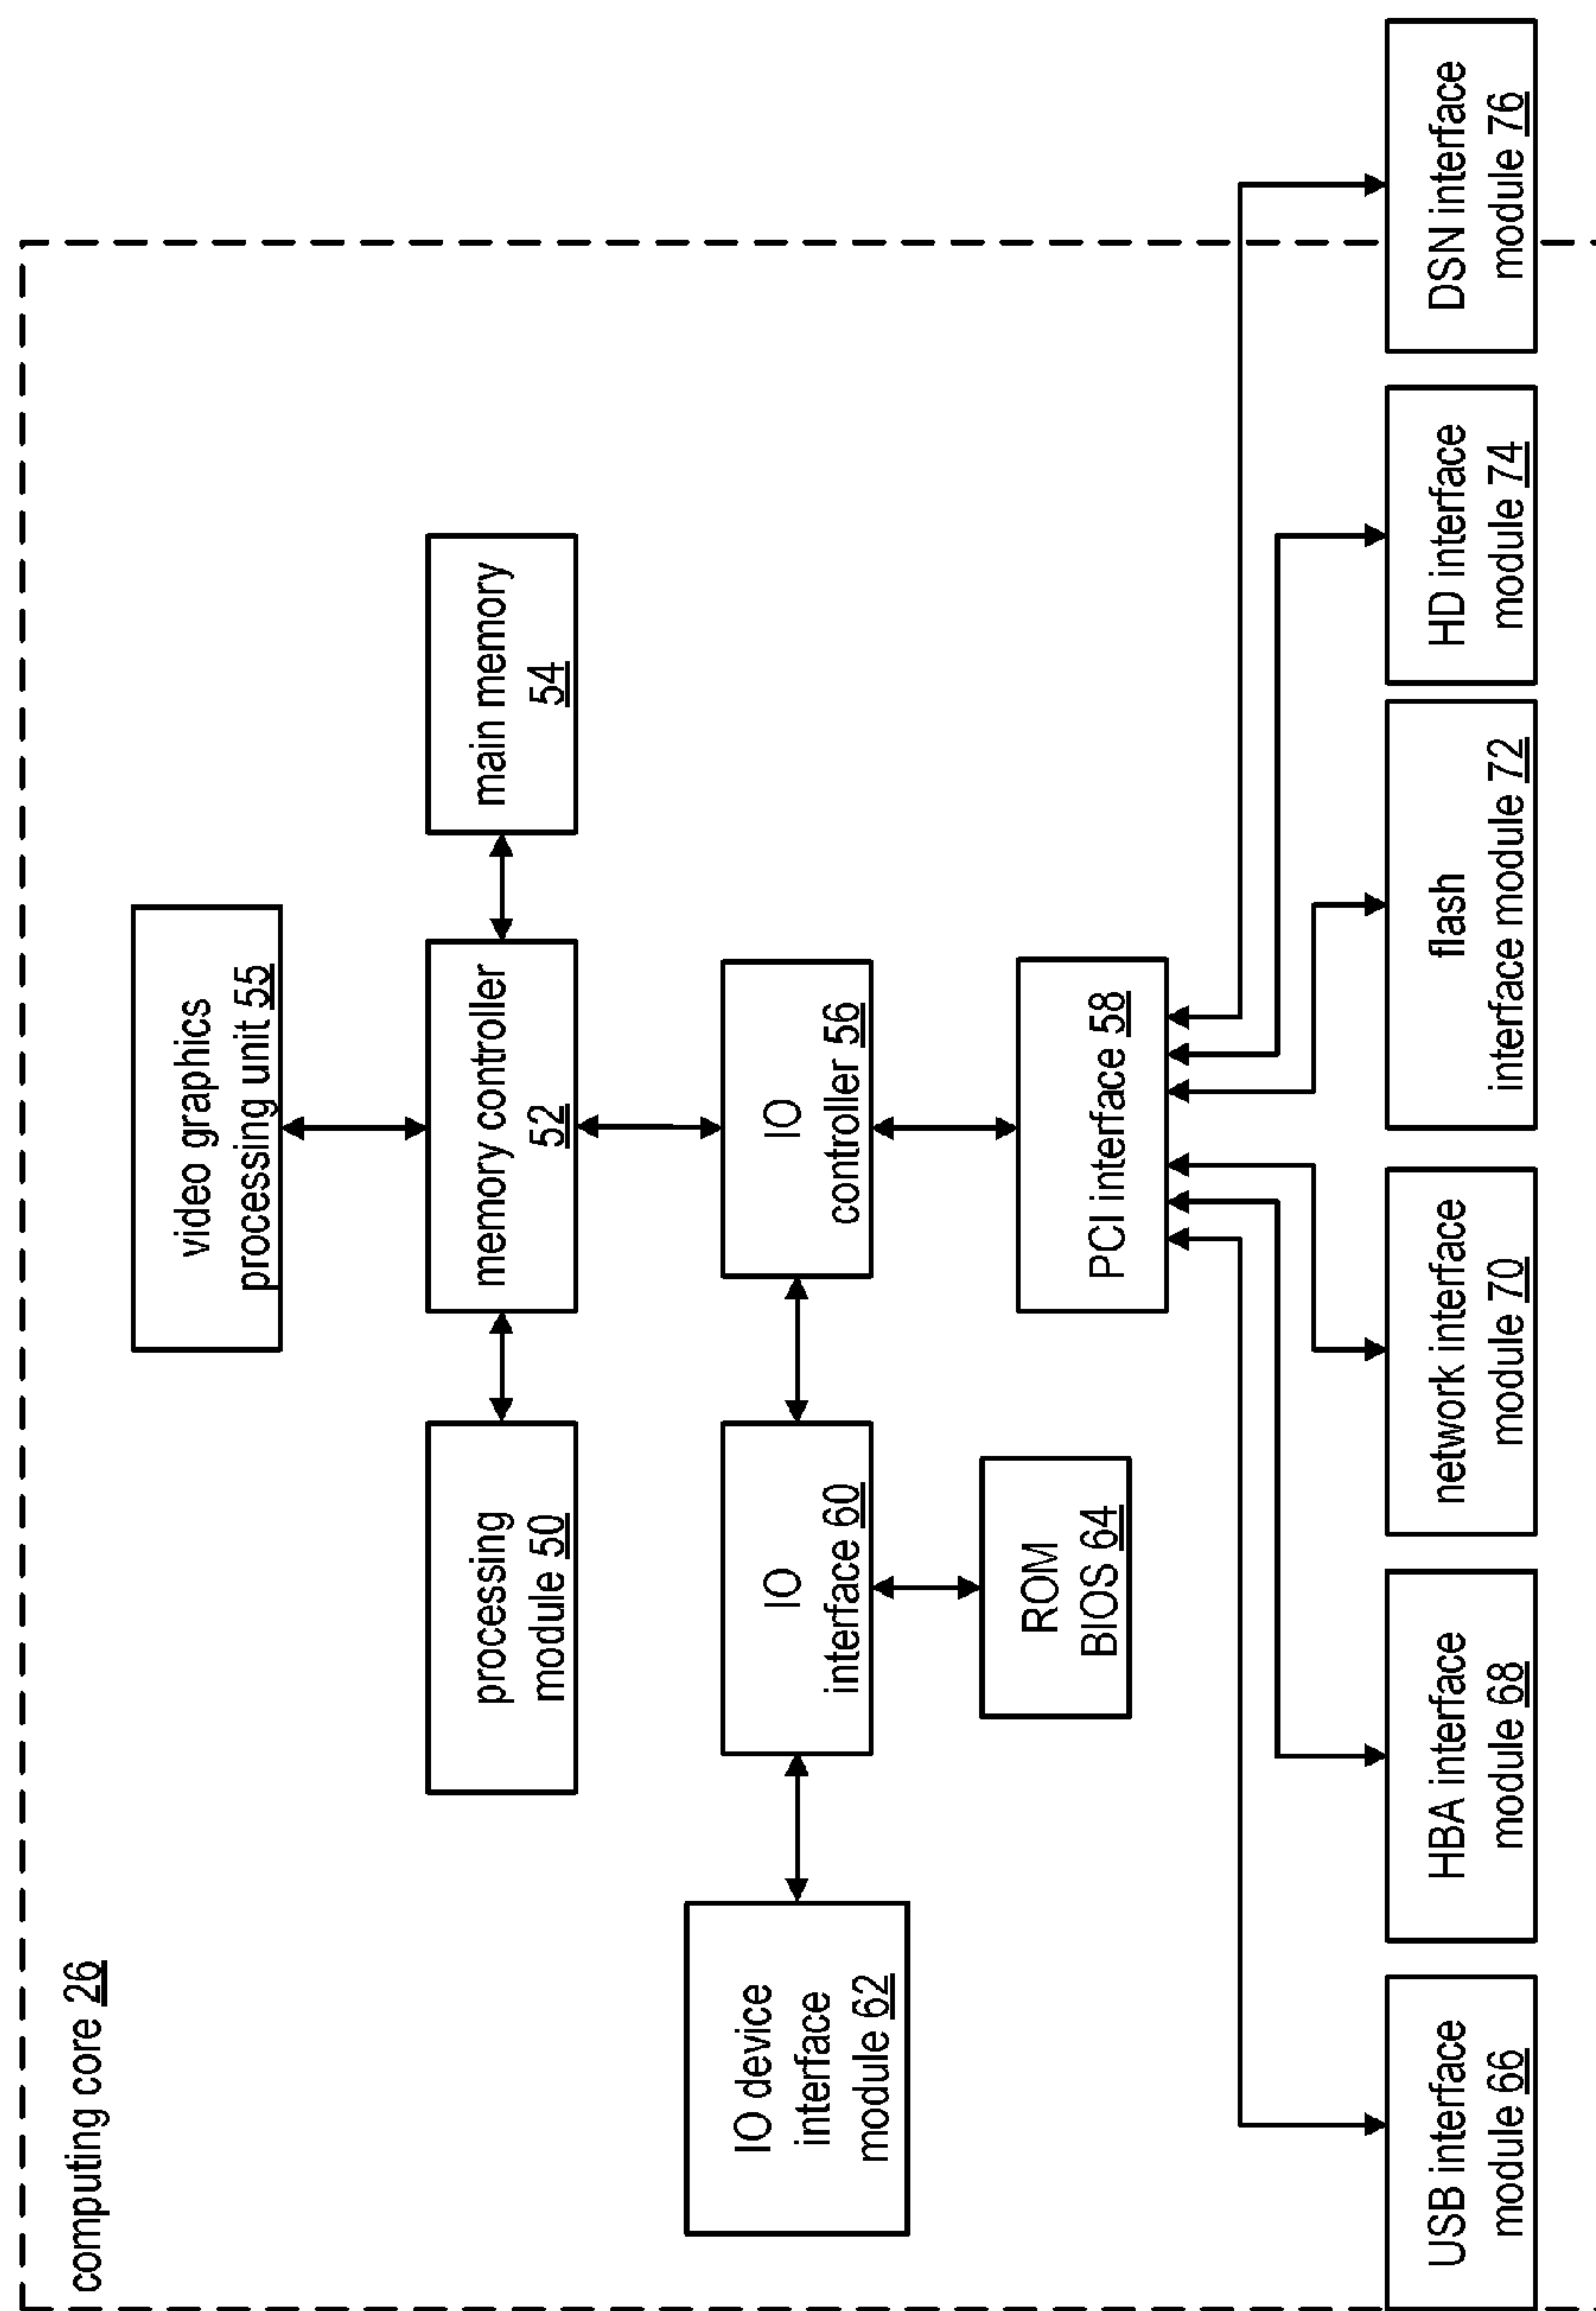 computing core 26
video graphics
processing unit 55
processing
module 50
memory controller
52
main memory
54
IO device
interface
module 62
IO
interface 60
IO
controller 56
ROM
BIOS 64
PCI interface 58
USB interface
module 66
HBA interface
module 68
network interface
module 70
flash
interface module 72
HD interface
module 74
DSN interface
module 76